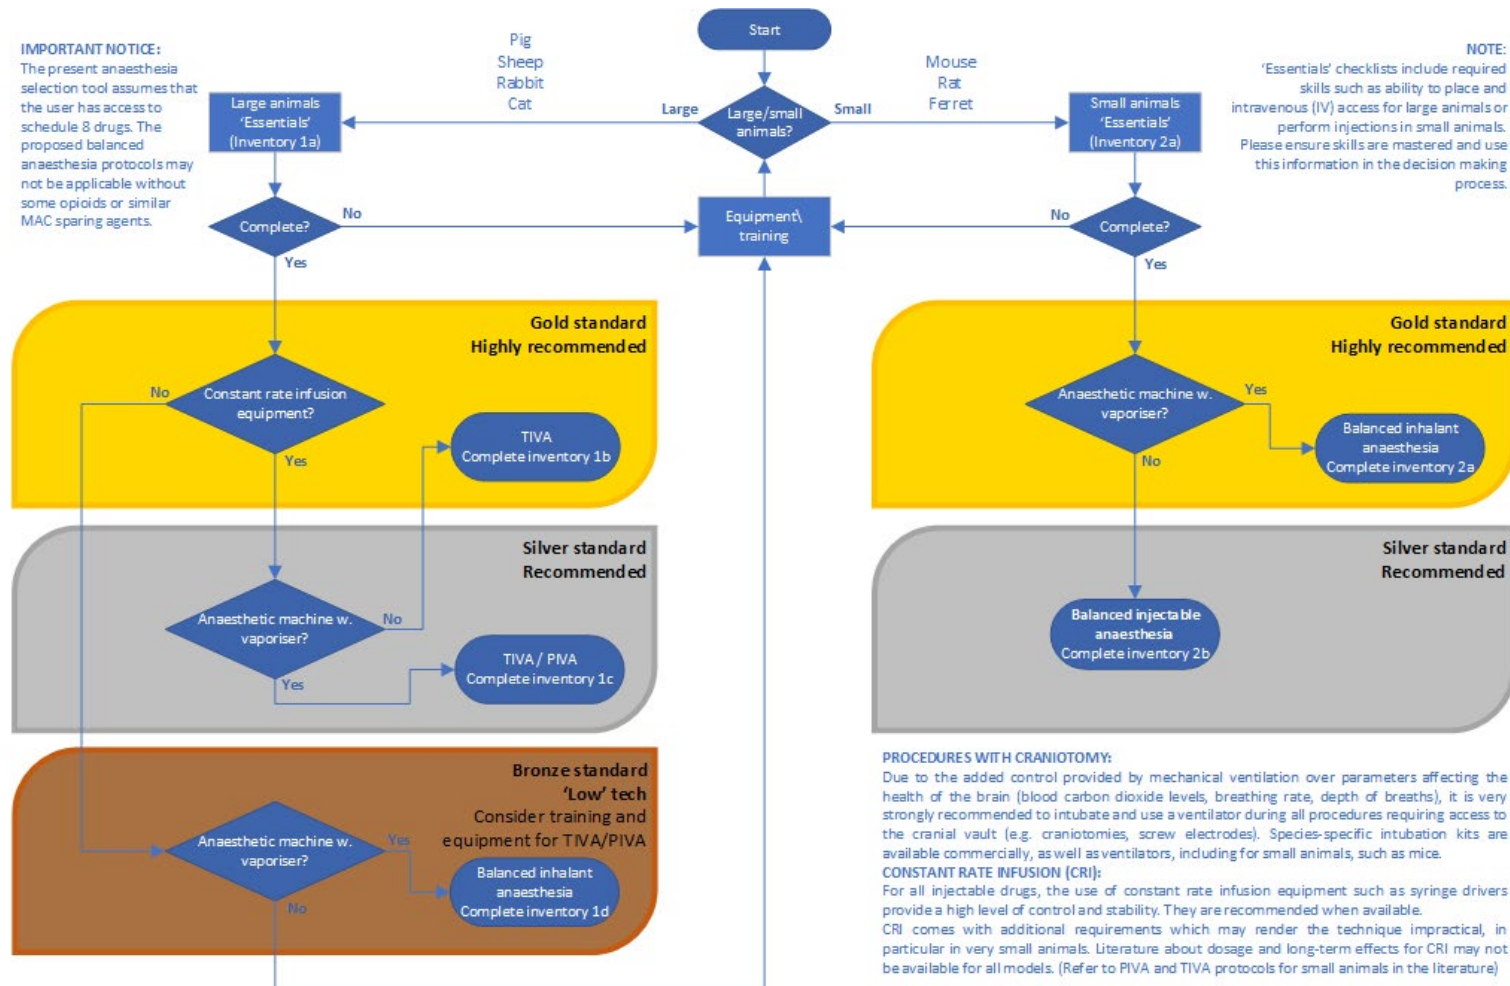 Start
IMPORTANT NOTICE:
The present anaesthesia
selection tool assumes that
the user has access to
schedule 8 drugs. The
proposed balanced
anaesthesia protocols may
not be applicable without
some opioids or similar
MAC sparing agents.
Pig
Sheep
Rabbit
Cat
Mouse
Rat
Ferret
NOTE:
‘Essentials’ checklists include required
skills such as ability to place and
intravenous (IV) access for large animals or
perform injections in small animals.
Please ensure skills are mastered and use
this information in the decision making
process.
Large animals
‘Essentials’
(Inventory 1a)
Large
Large/small
animals?
Small
Small animals
‘Essentials’
(Inventory 2a)
Complete?
No
Yes
Equipment\
training
No
Complete?
Yes
Gold standard
Highly recommended
No
Constant rate infusion
equipment?
Yes
TIVA
Complete inventory 1b
Silver standard
Recommended
Anaesthetic machine w.
vaporiser?
No
Yes
TIVA / PIVA
Complete inventory 1c
Bronze standard
‘Low’ tech
Consider training and
equipment for TIVA/PIVA
Anaesthetic machine w.
vaporiser?
Yes
No
Balanced inhalant
anaesthesia
Complete inventory 1d
Gold standard
Highly recommended
Anaesthetic machine w.
vaporiser?
Yes
No
Balanced inhalant
anaesthesia
Complete inventory 2a
Silver standard
Recommended
Balanced injectable
anaesthesia
Complete inventory 2b
PROCEDURES WITH CRANIOTOMY:
Due to the added control provided by mechanical ventilation over parameters affecting the
health of the brain (blood carbon dioxide levels, breathing rate, depth of breaths), it is very
strongly recommended to intubate and use a ventilator during all procedures requiring access to
the cranial vault (e.g. craniotomies, screw electrodes). Species-specific intubation kits are
available commercially, as well as ventilators, including for small animals, such as mice.
CONSTANT RATE INFUSION (CRI):
For all injectable drugs, the use of constant rate infusion equipment such as syringe drivers
provide a high level of control and stability. They are recommended when available.
CRI comes with additional requirements which may render the technique impractical, in
particular in very small animals. Literature about dosage and long-term effects for CRI may not
be available for all models. (Refer to PIVA and TIVA protocols for small animals in the literature)